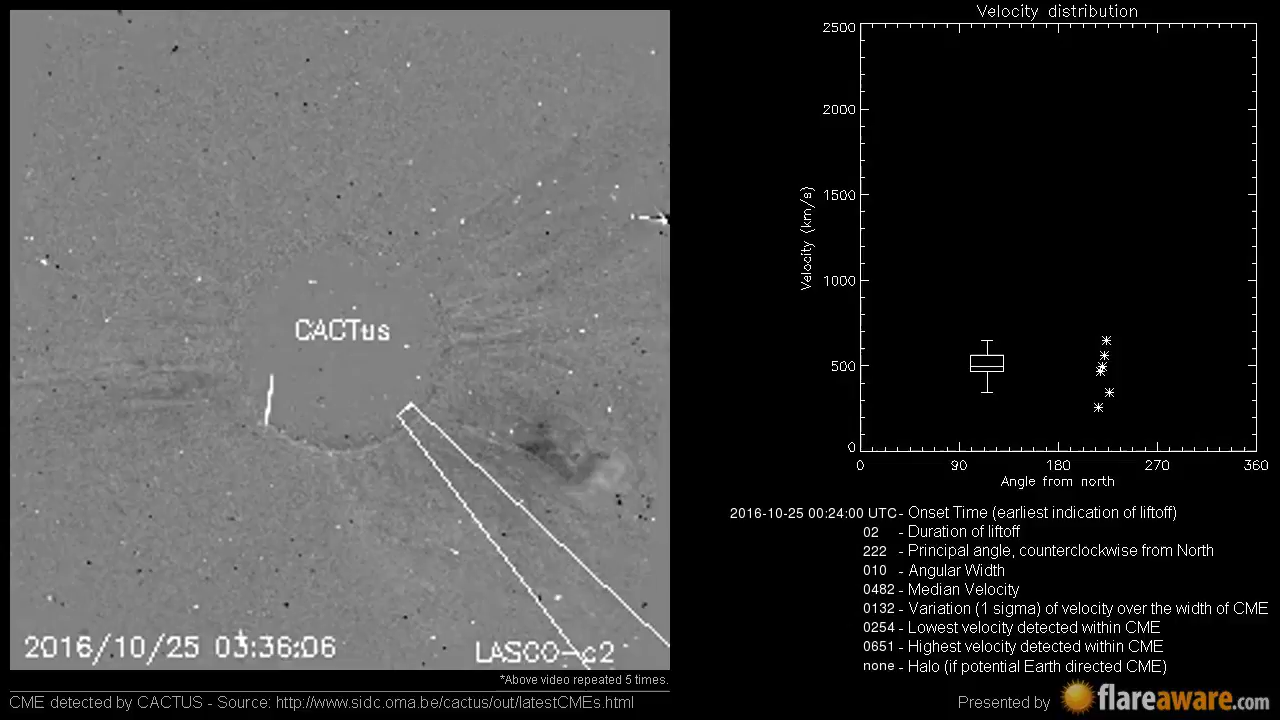 CACTus
2016/10/25 03:36:06
LASCO-c2
*Above video repeated 5 times.
CME detected by CACTUS - Source: http://www.sidc.oma.be/cactus/out/latestCMEs.html
Velocity distribution
2500
2000
1500
1000
500
0
Velocity (km/s)
0 90 180 270 360
Angle from north
2016-10-25 00:24:00 UTC - Onset Time (earliest indication of liftoff)
02 - Duration of liftoff
222 - Principal angle, counterclockwise from North
010 - Angular Width
0482 - Median Velocity
0132 - Variation (1 sigma) of velocity over the width of CME
0254 - Lowest velocity detected within CME
0651 - Highest velocity detected within CME
none - Halo (if potential Earth directed CME)
Presented by flareaware.com